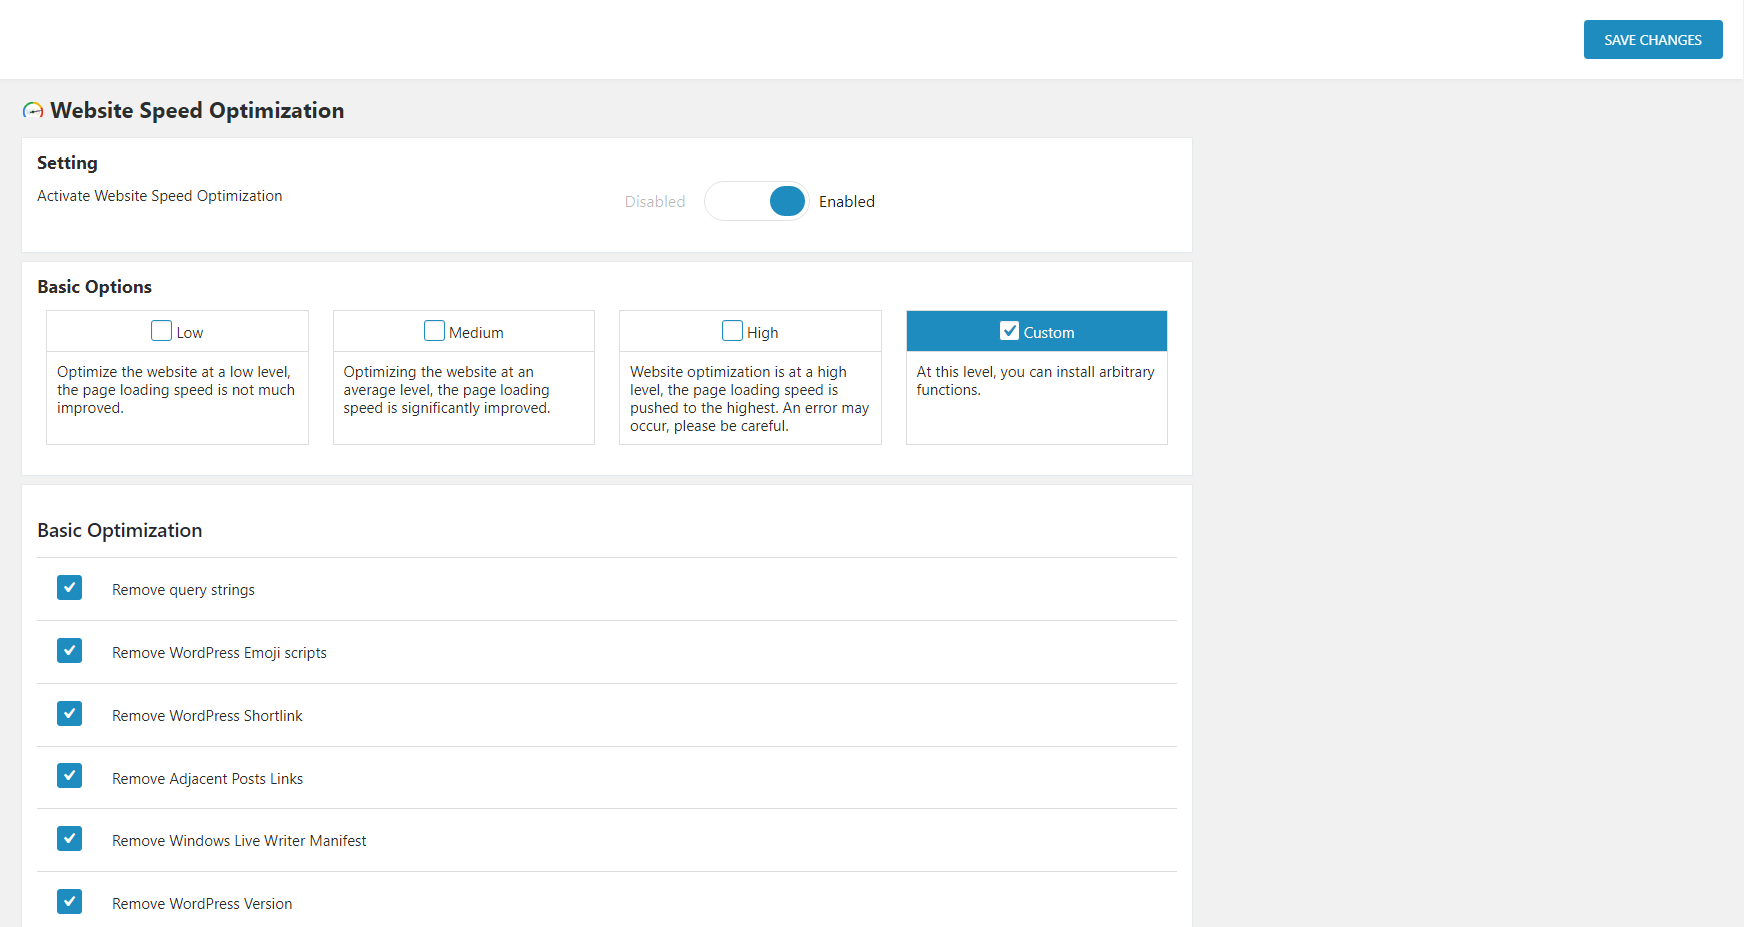 SAVE CHANGES
Website Speed Optimization
Setting
Activate Website Speed Optimization
Disabled
Enabled
Basic Options
Low
Optimize the website at a low level,
the page loading speed is not much
improved.
Medium
Optimizing the website at an
average level, the page loading
speed is significantly improved.
High
Website optimization is at a high
level, the page loading speed is
pushed to the highest. An error may
occur, please be careful.
Custom
At this level, you can install arbitrary
functions.
Basic Optimization
Remove query strings
Remove WordPress Emoji scripts
Remove WordPress Shortlink
Remove Adjacent Posts Links
Remove Windows Live Writer Manifest
Remove WordPress Version